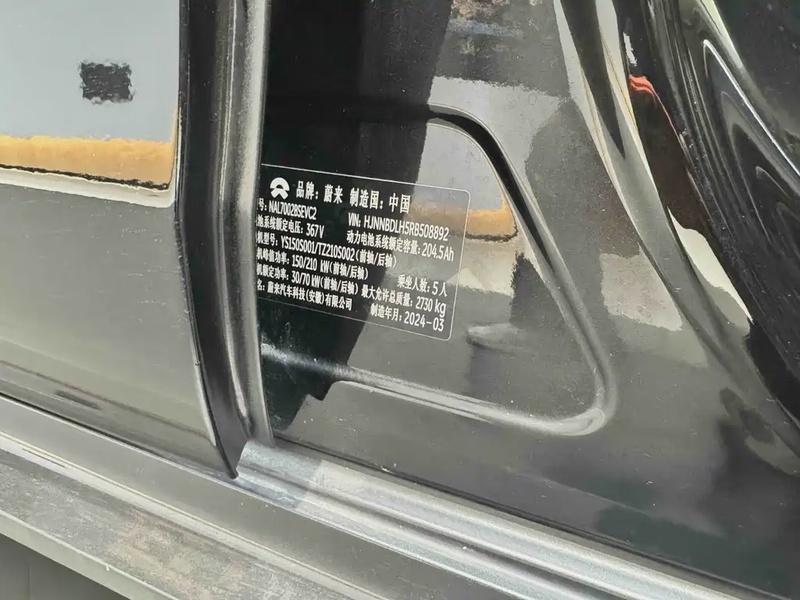 品牌：蔚来 制造国：中国
号：NAL7002BSEVC2 VIN：HJNNBDLH5RB508892
池系统额定电压：367V 动力电池系统额定容量：204.5Ah
机型号：YS150S001/TZ210S002(前轴/后轴)
机峰值功率：150/210 kW(前轴/后轴) 乘坐人数：5人
机额定功率：30/70 kW(前轴/后轴) 最大允许总质量：2730 kg
名：蔚来汽车科技(安徽)有限公司 制造年月：2024-03